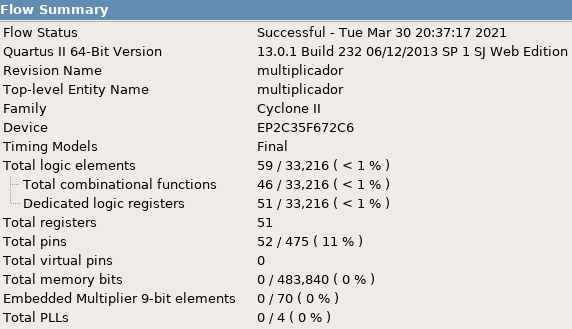 Flow Summary
Flow Status Successful - Tue Mar 30 20:37:17 2021
Quartus II 64-Bit Version 13.0.1 Build 232 06/12/2013 SP 1 SJ Web Edition
Revision Name multiplicador
Top-level Entity Name multiplicador
Family Cyclone II
Device EP2C35F672C6
Timing Models Final
Total logic elements 59 / 33,216 ( < 1 % )
Total combinational functions 46 / 33,216 ( < 1 % )
Dedicated logic registers 51 / 33,216 ( < 1 % )
Total registers 51
Total pins 52 / 475 ( 11 % )
Total virtual pins 0
Total memory bits 0 / 483,840 ( 0 % )
Embedded Multiplier 9-bit elements 0 / 70 ( 0 % )
Total PLLs 0 / 4 ( 0 % )